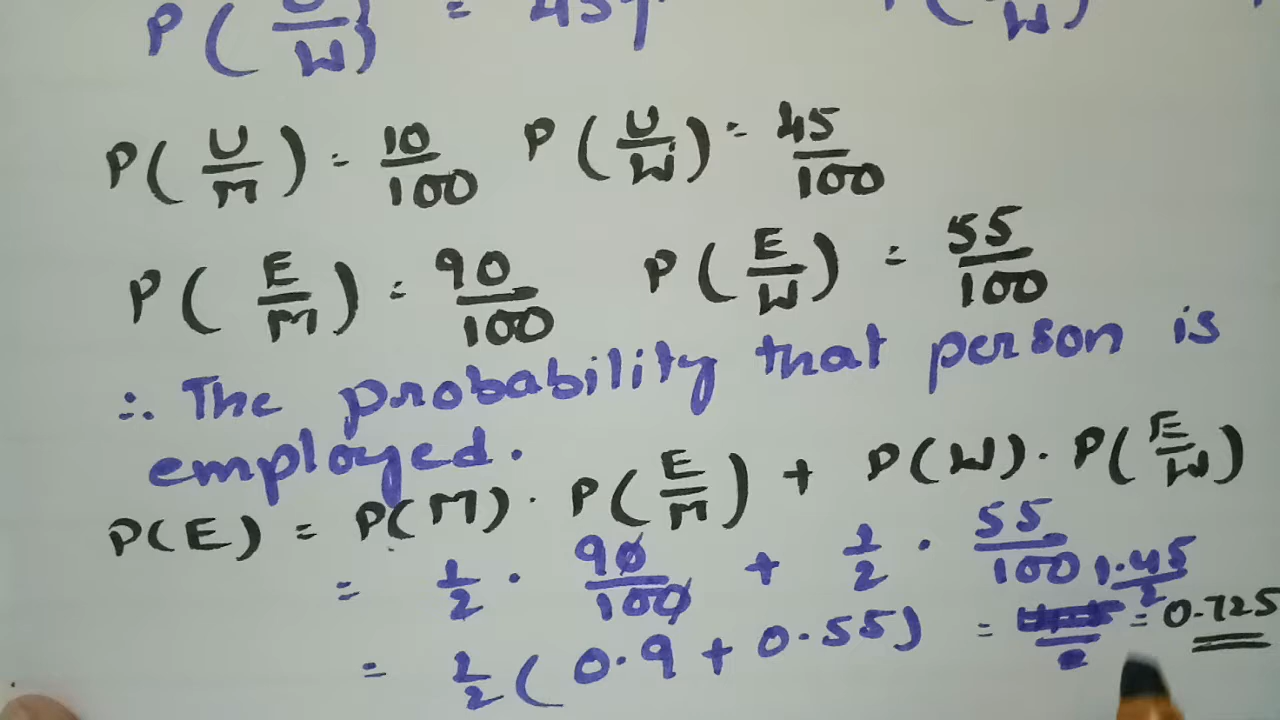 P(U/W) = 45% P(/W)
P(U/M) = 10/100 P(U/W) = 45/100
P(E/M) = 90/100 P(E/W) = 55/100
∴ The probability that person is
employed.
P(E) = P(M) · P(E/M) + P(W) · P(E/W)
= 1/2 · 90/100 + 1/2 · 55/100
= 1/2 (0.9 + 0.55) = 1.45/2 = 0.725